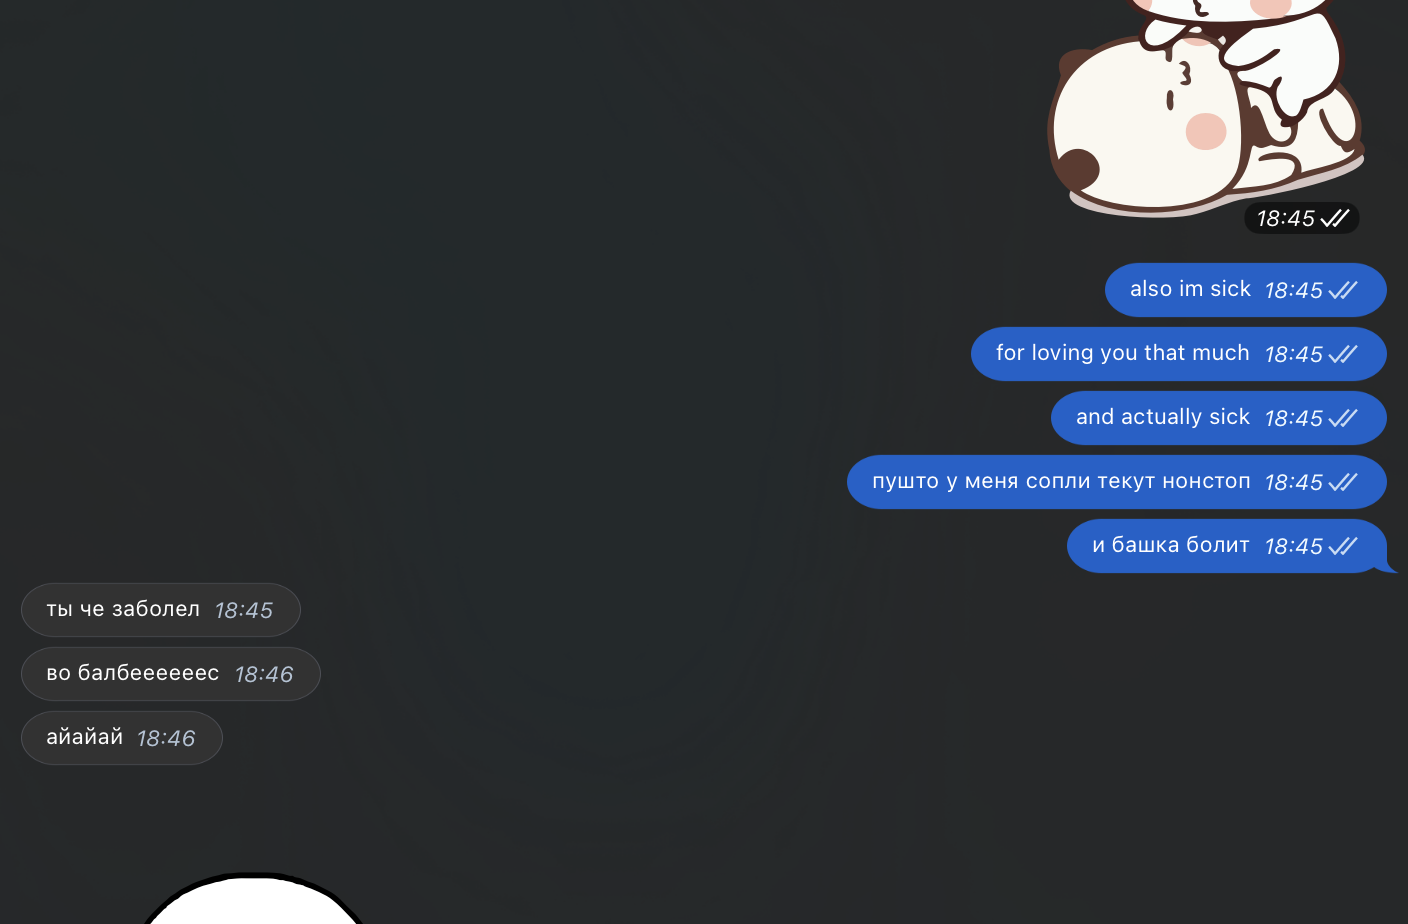 18:45
also im sick 18:45
for loving you that much 18:45
and actually sick 18:45
пушто у меня сопли текут нонстоп 18:45
и башка болит 18:45
ты че заболел 18:45
во балбеееееес 18:46
айайай 18:46